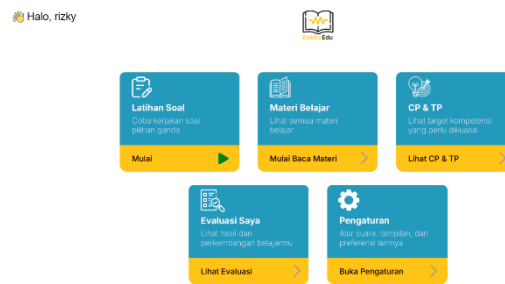 👋 Halo, rizky
Edu
Latihan Soal
Coba kerjakan soal
pilihan ganda
Mulai
Materi Belajar
Lihat semua materi
belajar
Mulai Baca Materi
CP & TP
Lihat target kompetensi
yang perlu dikuasai
Lihat CP & TP
Evaluasi Saya
Lihat hasil dan
perkembangan belajarmu
Lihat Evaluasi
Pengaturan
Atur suara, tampilan, dan
preferensi lainnya
Buka Pengaturan